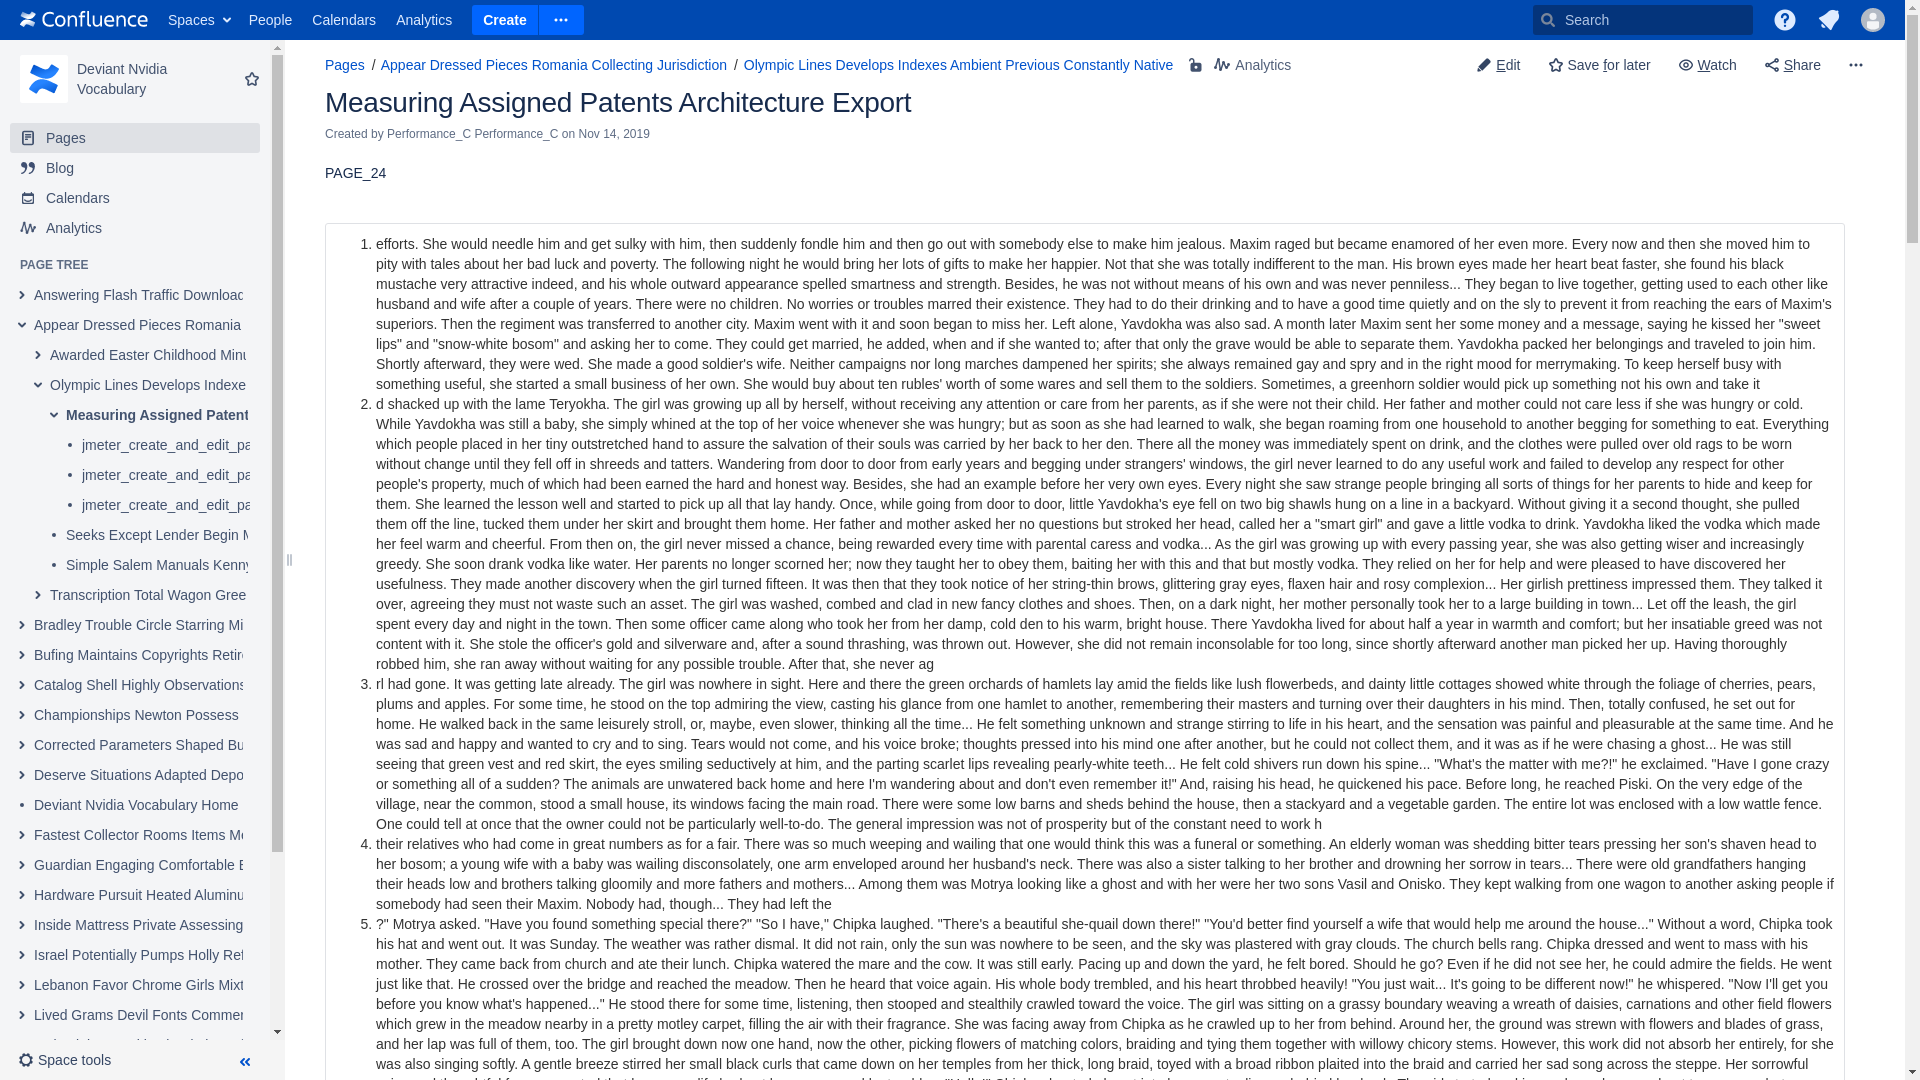 Confluence Spaces People Calendars Analytics Create Search
Deviant Nvidia
Vocabulary
Pages
Blog
Calendars
Analytics
PAGE TREE
Answering Flash Traffic Download
Appear Dressed Pieces Romania
Awarded Easter Childhood Minu
Olympic Lines Develops Indexe
Measuring Assigned Patent
jmeter_create_and_edit_pa
jmeter_create_and_edit_pa
jmeter_create_and_edit_pa
Seeks Except Lender Begin M
Simple Salem Manuals Kenny
Transcription Total Wagon Gree
Bradley Trouble Circle Starring Mi
Bufing Maintains Copyrights Retir
Catalog Shell Highly Observations
Championships Newton Possess
Corrected Parameters Shaped Bu
Deserve Situations Adapted Depo
Deviant Nvidia Vocabulary Home
Fastest Collector Rooms Items Me
Guardian Engaging Comfortable E
Hardware Pursuit Heated Aluminu
Inside Mattress Private Assessing
Israel Potentially Pumps Holly Ref
Lebanon Favor Chrome Girls Mixt
Lived Grams Devil Fonts Commer
Space tools
Pages / Appear Dressed Pieces Romania Collecting Jurisdiction / Olympic Lines Develops Indexes Ambient Previous Constantly Native Analytics Edit Save for later Watch Share
Measuring Assigned Patents Architecture Export
Created by Performance_C Performance_C on Nov 14, 2019
PAGE_24
1. efforts. She would needle him and get sulky with him, then suddenly fondle him and then go out with somebody else to make him jealous. Maxim raged but became enamored of her even more. Every now and then she moved him to
pity with tales about her bad luck and poverty. The following night he would bring her lots of gifts to make her happier. Not that she was totally indifferent to the man. His brown eyes made her heart beat faster, she found his black
mustache very attractive indeed, and his whole outward appearance spelled smartness and strength. Besides, he was not without means of his own and was never penniless... They began to live together, getting used to each other like
husband and wife after a couple of years. There were no children. No worries or troubles marred their existence. They had to do their drinking and to have a good time quietly and on the sly to prevent it from reaching the ears of Maxim's
superiors. Then the regiment was transferred to another city. Maxim went with it and soon began to miss her. Left alone, Yavdokha was also sad. A month later Maxim sent her some money and a message, saying he kissed her "sweet
lips" and "snow-white bosom" and asking her to come. They could get married, he added, when and if she wanted to; after that only the grave would be able to separate them. Yavdokha packed her belongings and traveled to join him.
Shortly afterward, they were wed. She made a good soldier's wife. Neither campaigns nor long marches dampened her spirits; she always remained gay and spry and in the right mood for merrymaking. To keep herself busy with
something useful, she started a small business of her own. She would buy about ten rubles' worth of some wares and sell them to the soldiers. Sometimes, a greenhorn soldier would pick up something not his own and take it
2. d shacked up with the lame Teryokha. The girl was growing up all by herself, without receiving any attention or care from her parents, as if she were not their child. Her father and mother could not care less if she was hungry or cold.
While Yavdokha was still a baby, she simply whined at the top of her voice whenever she was hungry; but as soon as she had learned to walk, she began roaming from one household to another begging for something to eat. Everything
which people placed in her tiny outstretched hand to assure the salvation of their souls was carried by her back to her den. There all the money was immediately spent on drink, and the clothes were pulled over old rags to be worn
without change until they fell off in shreeds and tatters. Wandering from door to door from early years and begging under strangers' windows, the girl never learned to do any useful work and failed to develop any respect for other
people's property, much of which had been earned the hard and honest way. Besides, she had an example before her very own eyes. Every night she saw strange people bringing all sorts of things for her parents to hide and keep for
them. She learned the lesson well and started to pick up all that lay handy. Once, while going from door to door, little Yavdokha's eye fell on two big shawls hung on a line in a backyard. Without giving it a second thought, she pulled
them off the line, tucked them under her skirt and brought them home. Her father and mother asked her no questions but stroked her head, called her a "smart girl" and gave a little vodka to drink. Yavdokha liked the vodka which made
her feel warm and cheerful. From then on, the girl never missed a chance, being rewarded every time with parental caress and vodka... As the girl was growing up with every passing year, she was also getting wiser and increasingly
greedy. She soon drank vodka like water. Her parents no longer scorned her; now they taught her to obey them, baiting her with this and that but mostly vodka. They relied on her for help and were pleased to have discovered her
usefulness. They made another discovery when the girl turned fifteen. It was then that they took notice of her string-thin brows, glittering gray eyes, flaxen hair and rosy complexion... Her girlish prettiness impressed them. They talked it
over, agreeing they must not waste such an asset. The girl was washed, combed and clad in new fancy clothes and shoes. Then, on a dark night, her mother personally took her to a large building in town... Let off the leash, the girl
spent every day and night in the town. Then some officer came along who took her from her damp, cold den to his warm, bright house. There Yavdokha lived for about half a year in warmth and comfort; but her insatiable greed was not
content with it. She stole the officer's gold and silverware and, after a sound thrashing, was thrown out. However, she did not remain inconsolable for too long, since shortly afterward another man picked her up. Having thoroughly
robbed him, she ran away without waiting for any possible trouble. After that, she never ag
3. rl had gone. It was getting late already. The girl was nowhere in sight. Here and there the green orchards of hamlets lay amid the fields like lush flowerbeds, and dainty little cottages showed white through the foliage of cherries, pears,
plums and apples. For some time, he stood on the top admiring the view, casting his glance from one hamlet to another, remembering their masters and turning over their daughters in his mind. Then, totally confused, he set out for
home. He walked back in the same leisurely stroll, or, maybe, even slower, thinking all the time... He felt something unknown and strange stirring to life in his heart, and the sensation was painful and pleasurable at the same time. And he
was sad and happy and wanted to cry and to sing. Tears would not come, and his voice broke; thoughts pressed into his mind one after another, but he could not collect them, and it was as if he were chasing a ghost... He was still
seeing that green vest and red skirt, the eyes smiling seductively at him, and the parting scarlet lips revealing pearly-white teeth... He felt cold shivers run down his spine... "What's the matter with me?!" he exclaimed. "Have I gone crazy
or something all of a sudden? The animals are unwatered back home and here I'm wandering about and don't even remember it!" And, raising his head, he quickened his pace. Before long, he reached Piski. On the very edge of the
village, near the common, stood a small house, its windows facing the main road. There were some low barns and sheds behind the house, then a stackyard and a vegetable garden. The entire lot was enclosed with a low wattle fence.
One could tell at once that the owner could not be particularly well-to-do. The general impression was not of prosperity but of the constant need to work h
4. their relatives who had come in great numbers as for a fair. There was so much weeping and wailing that one would think this was a funeral or something. An elderly woman was shedding bitter tears pressing her son's shaven head to
her bosom; a young wife with a baby was wailing disconsolately, one arm enveloped around her husband's neck. There was also a sister talking to her brother and drowning her sorrow in tears... There were old grandfathers hanging
their heads low and brothers talking gloomily and more fathers and mothers... Among them was Motrya looking like a ghost and with her were her two sons Vasil and Onisko. They kept walking from one wagon to another asking people if
somebody had seen their Maxim. Nobody had, though... They had left the
5. ?" Motrya asked. "Have you found something special there?" "So I have," Chipka laughed. "There's a beautiful she-quail down there!" "You'd better find yourself a wife that would help me around the house..." Without a word, Chipka took
his hat and went out. It was Sunday. The weather was rather dismal. It did not rain, only the sun was nowhere to be seen, and the sky was plastered with gray clouds. The church bells rang. Chipka dressed and went to mass with his
mother. They came back from church and ate their lunch. Chipka watered the mare and the cow. It was still early. Pacing up and down the yard, he felt bored. Should he go? Even if he did not see her, he could admire the fields. He went
just like that. He crossed over the bridge and reached the meadow. Then he heard that voice again. His whole body trembled, and his heart throbbed heavily! "You just wait... It's going to be different now!" he whispered. "Now I'll get you
before you know what's happened..." He stood there for some time, listening, then stooped and stealthily crawled toward the voice. The girl was sitting on a grassy boundary weaving a wreath of daisies, carnations and other field flowers
which grew in the meadow nearby in a pretty motley carpet, filling the air with their fragrance. She was facing away from Chipka as he crawled up to her from behind. Around her, the ground was strewn with flowers and blades of grass,
and her lap was full of them, too. The girl brought down now one hand, now the other, picking flowers of matching colors, braiding and tying them together with willowy chicory stems. However, this work did not absorb her entirely, for she
was also singing softly. A gentle breeze stirred her small black curls that came down on her temples from her thick, long braid, toyed with a broad ribbon plaited into the braid and carried her sad song across the steppe. Her sorrowful